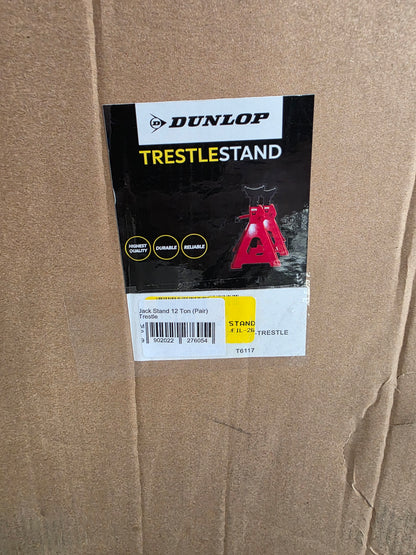 DUNLOP
TRESTLESTAND
HIGHEST QUALITY
DURABLE
RELIABLE
Jack Stand 12 Ton (Pair)
Trestle
STAND
-TRESTLE
902022 276054
T6117